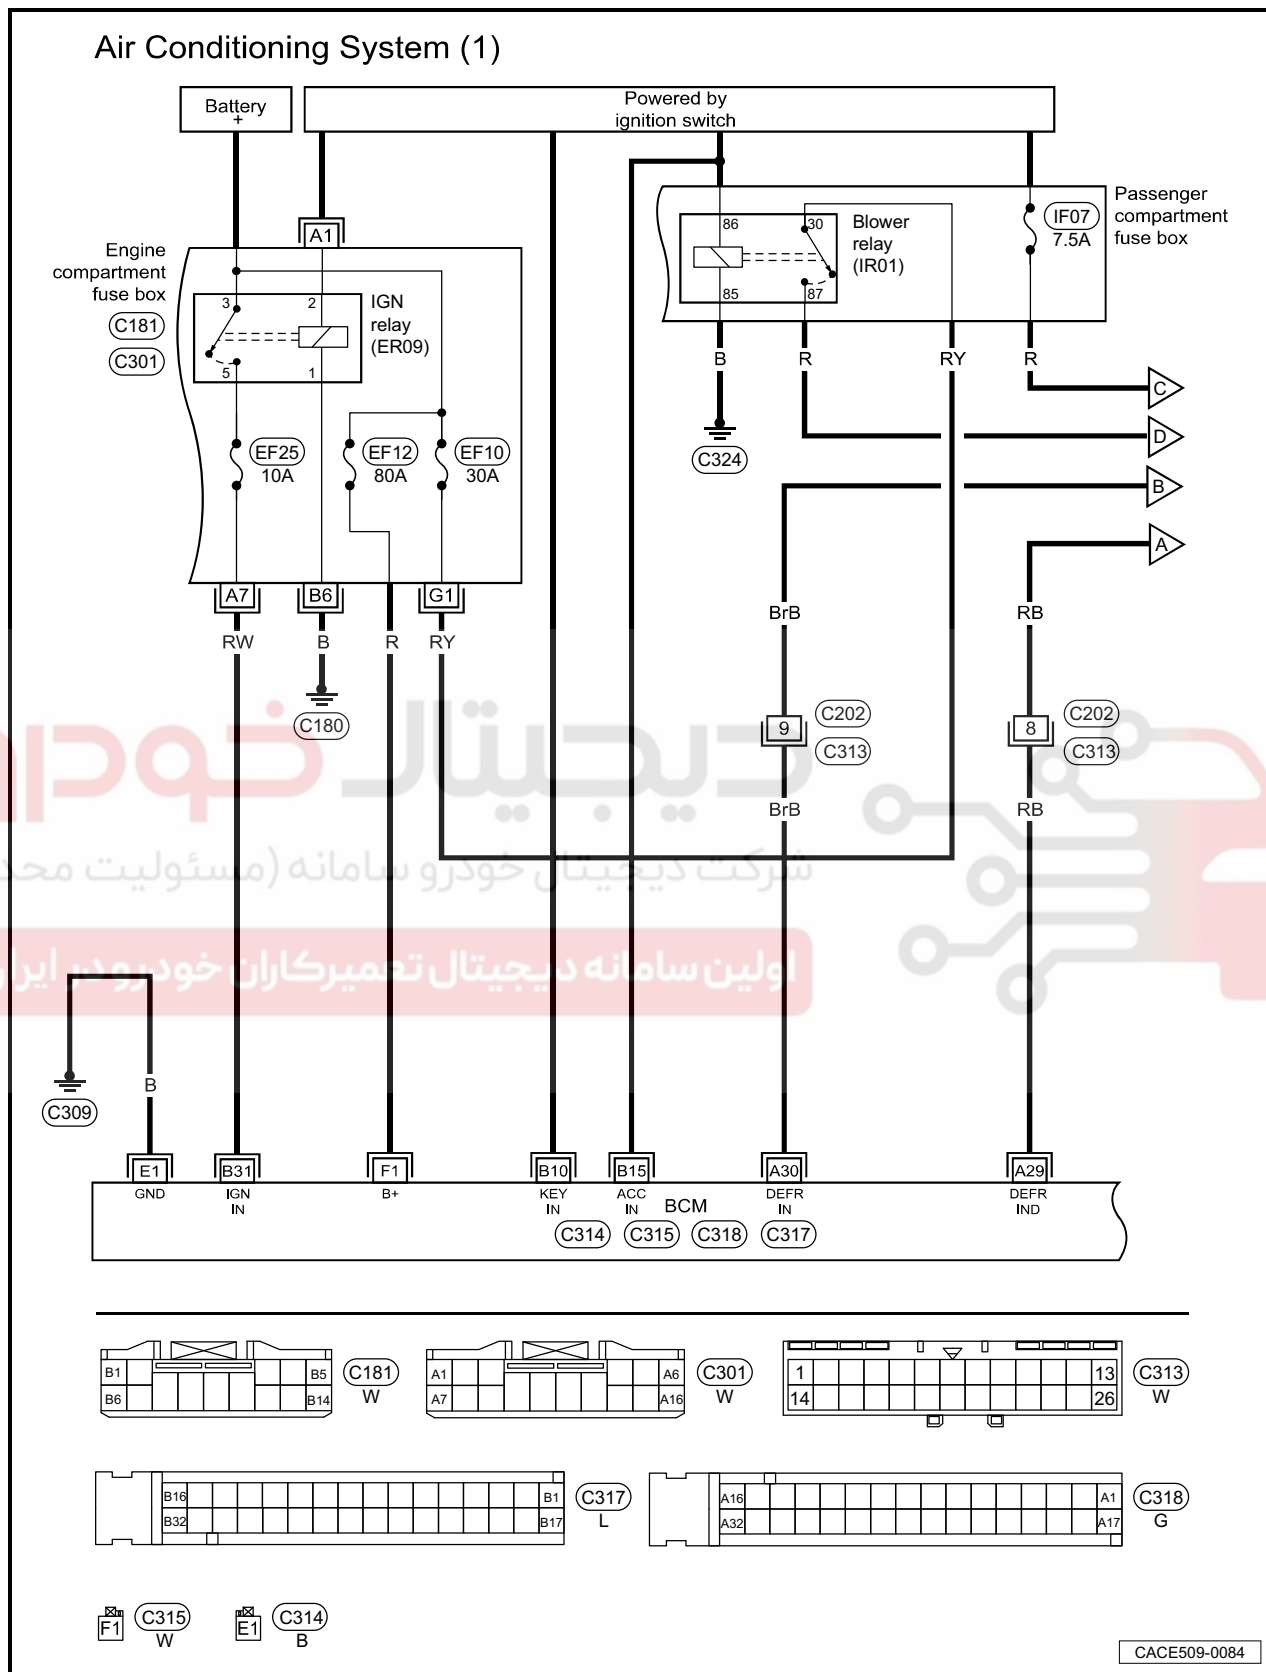 Air Conditioning System (1)
Battery
+
Powered by
ignition switch
A1
Engine
compartment
fuse box
C181
C301
3
2
5
1
IGN
relay
(ER09)
EF25
10A
EF12
80A
EF10
30A
A7
B6
G1
RW
B
R
RY
C180
86
30
85
87
Blower
relay
(IR01)
IF07
7.5A
Passenger
compartment
fuse box
B
R
RY
R
C324
C
D
B
A
BrB
RB
9
C202
C313
8
C202
C313
BrB
RB
دیجیتال خودرو
شرکت دیجیتال خودرو سامانه (مسئولیت
اولین سامانه دیجیتال تعمیرکاران خودرو در ایران
B
C309
E1
B31
F1
B10
B15
A30
A29
GND
IGN
IN
B+
KEY
IN
ACC
IN
BCM
DEFR
IN
DEFR
IND
C314
C315
C318
C317
B1
B5
B6
B14
C181
W
A1
A6
A7
A16
C301
W
1
13
14
26
C313
W
B16
B1
B32
B17
C317
L
A16
A1
A32
A17
C318
G
F1
C315
W
E1
C314
B
CACE509-0084